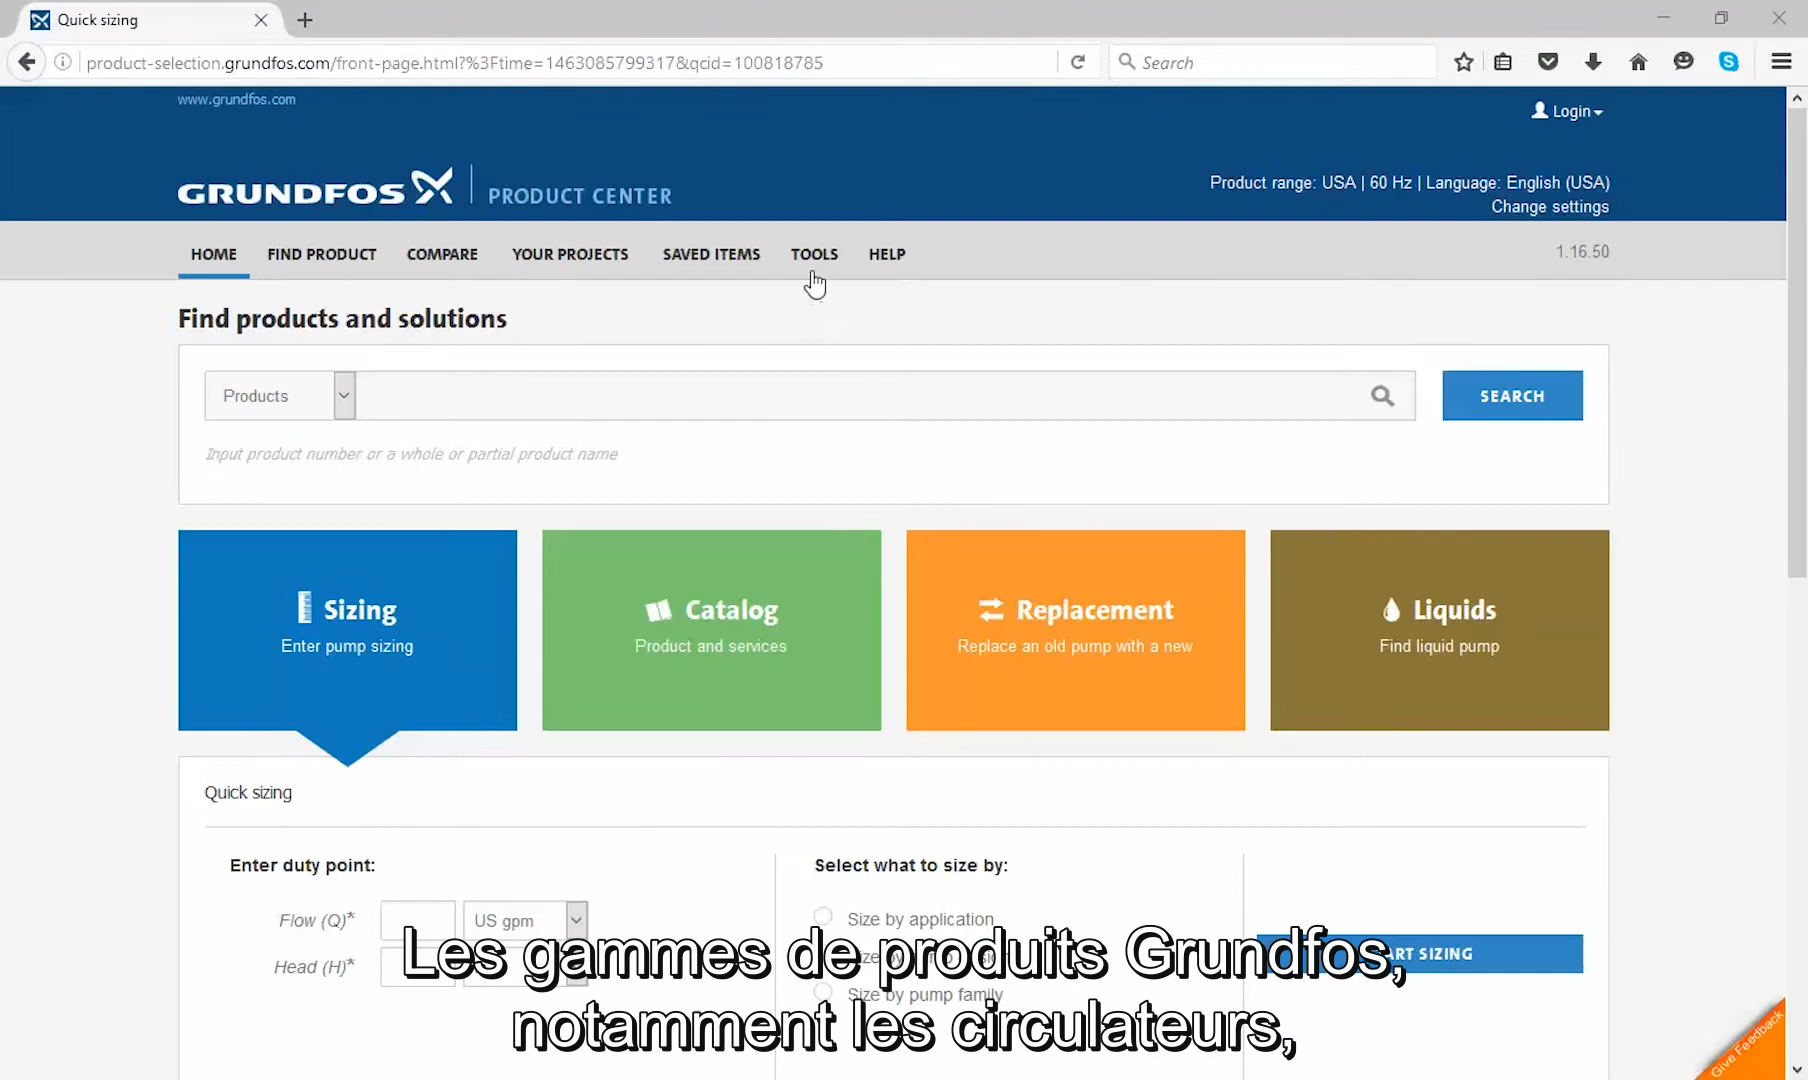 Quick sizing
product-selection.grundfos.com/front-page.html?%3Ftime=1463085799317&qcid=100818785
Search
www.grundfos.com
Login
GRUNDFOS
PRODUCT CENTER
Product range: USA | 60 Hz | Language: English (USA)
Change settings
HOME FIND PRODUCT COMPARE YOUR PROJECTS SAVED ITEMS TOOLS HELP
1.16.50
Find products and solutions
Products
SEARCH
Input product number or a whole or partial product name
Sizing
Enter pump sizing
Catalog
Product and services
Replacement
Replace an old pump with a new
Liquids
Find liquid pump
Quick sizing
Enter duty point:
Select what to size by:
Flow (Q)*
US gpm
Size by application
Head (H)*
Size by
SIZING
Size by pump family
Les gammes de produits Grundfos,
notamment les circulateurs,
Give Feedback